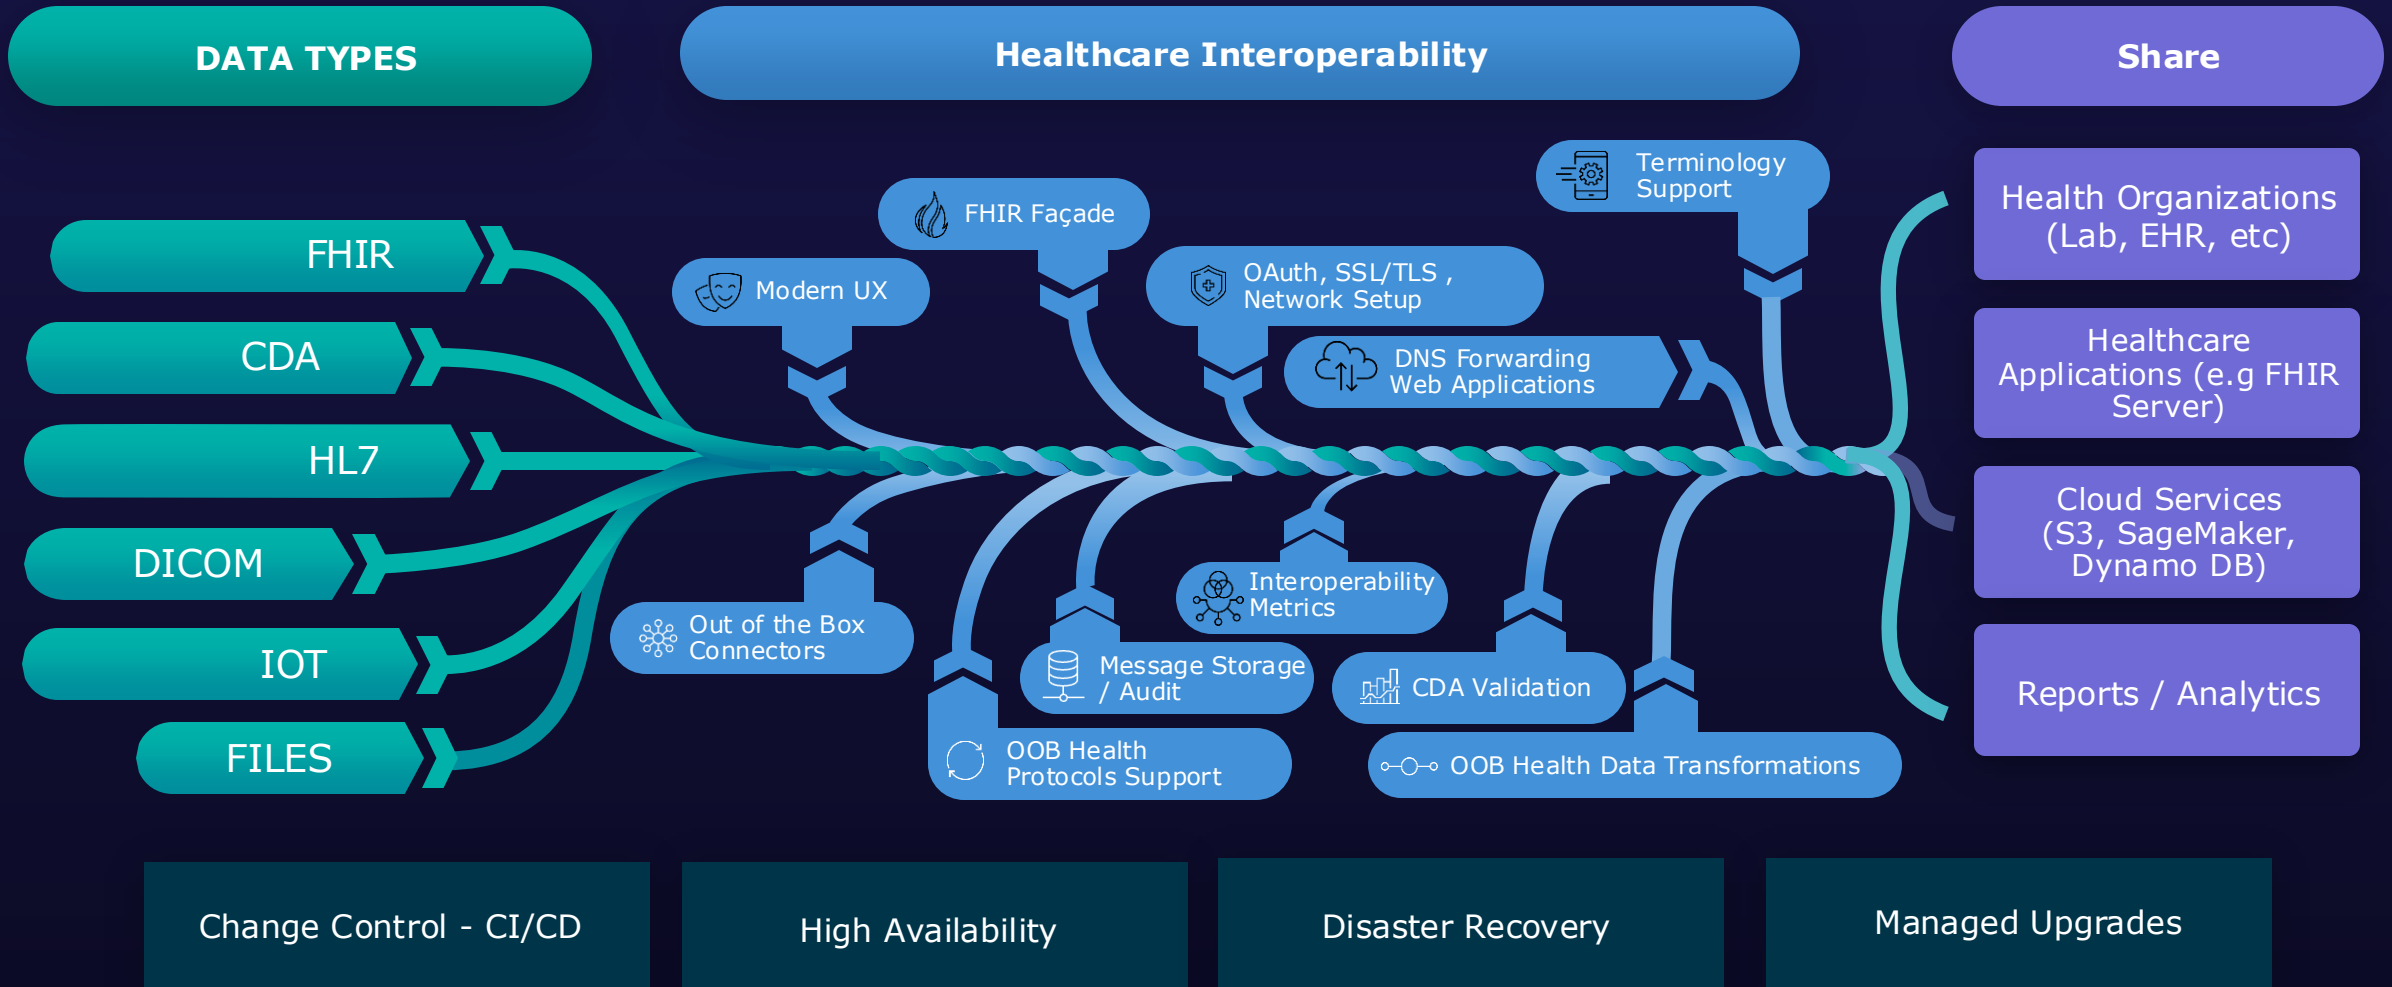 DATA TYPES
Healthcare Interoperability
Share
FHIR
CDA
HL7
DICOM
IOT
FILES
Modern UX
FHIR Façade
OAuth, SSL/TLS ,
Network Setup
DNS Forwarding
Web Applications
Terminology
Support
Out of the Box
Connectors
OOB Health
Protocols Support
Message Storage
/ Audit
Interoperability
Metrics
CDA Validation
OOB Health Data Transformations
Health Organizations
(Lab, EHR, etc)
Healthcare
Applications (e.g FHIR
Server)
Cloud Services
(S3, SageMaker,
Dynamo DB)
Reports / Analytics
Change Control - CI/CD
High Availability
Disaster Recovery
Managed Upgrades